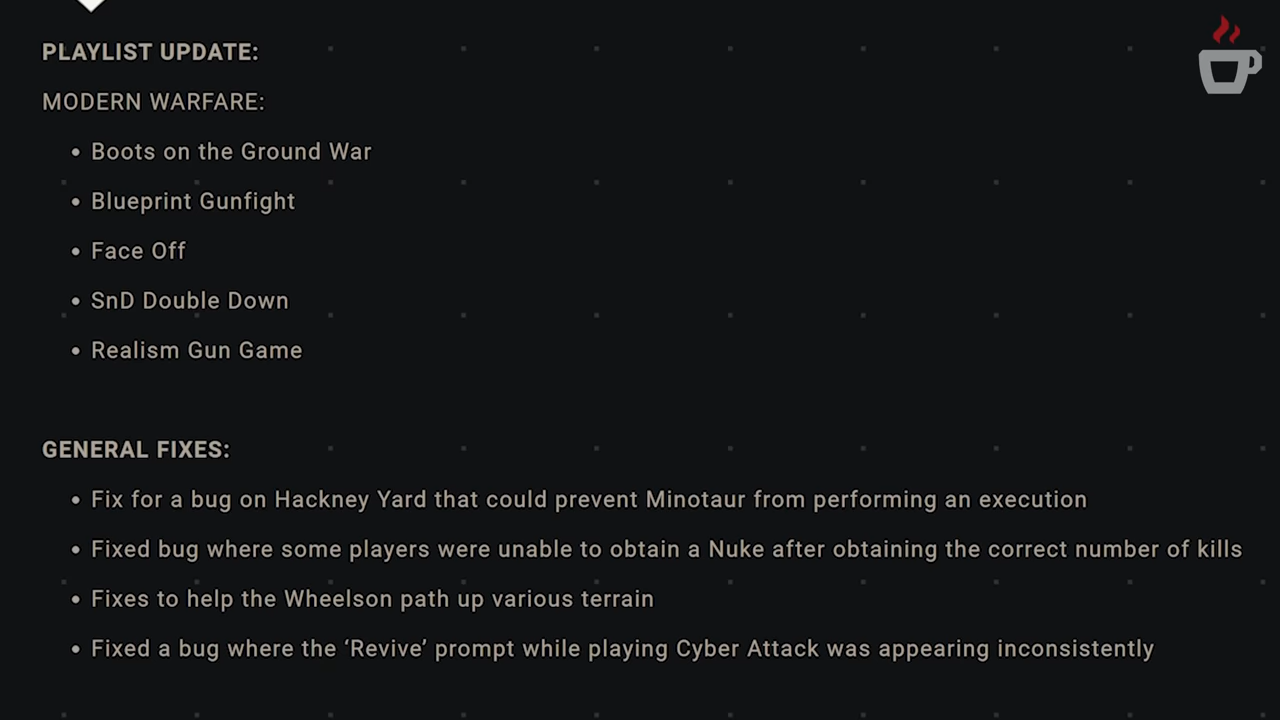 PLAYLIST UPDATE:
MODERN WARFARE:
• Boots on the Ground War
• Blueprint Gunfight
• Face Off
• SnD Double Down
• Realism Gun Game
GENERAL FIXES:
• Fix for a bug on Hackney Yard that could prevent Minotaur from performing an execution
• Fixed bug where some players were unable to obtain a Nuke after obtaining the correct number of kills
• Fixes to help the Wheelson path up various terrain
• Fixed a bug where the ‘Revive’ prompt while playing Cyber Attack was appearing inconsistently